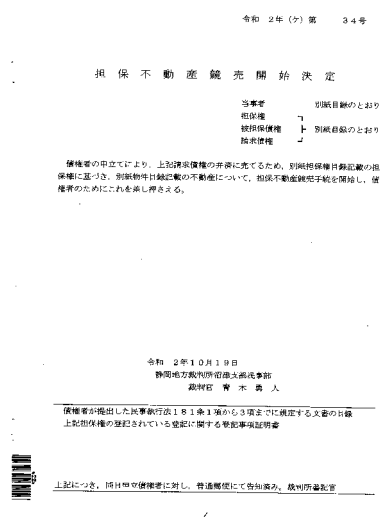 令和 2年(ケ)第 34号
担保不動産競売開始決定
当事者 別紙目録のとおり
担保権
被担保債権 別紙目録のとおり
請求債権
債権者の申立てにより,上記請求債権の弁済に充てるため,別紙担保権目録記載の担
保権に基づき,別紙物件目録記載の不動産について,担保不動産競売手続を開始し,債
権者のためにこれを差し押さえる。
令和 2年10月19日
静岡地方裁判所沼津支部民事部
裁判官 青木勇人
債権者が提出した民事執行法181条1項から3項までに規定する文書の目録
上記担保権の登記されている登記に関する登記事項証明書
上記につき,同日申立債権者に対し,普通郵便にて告知済み。裁判所書記官